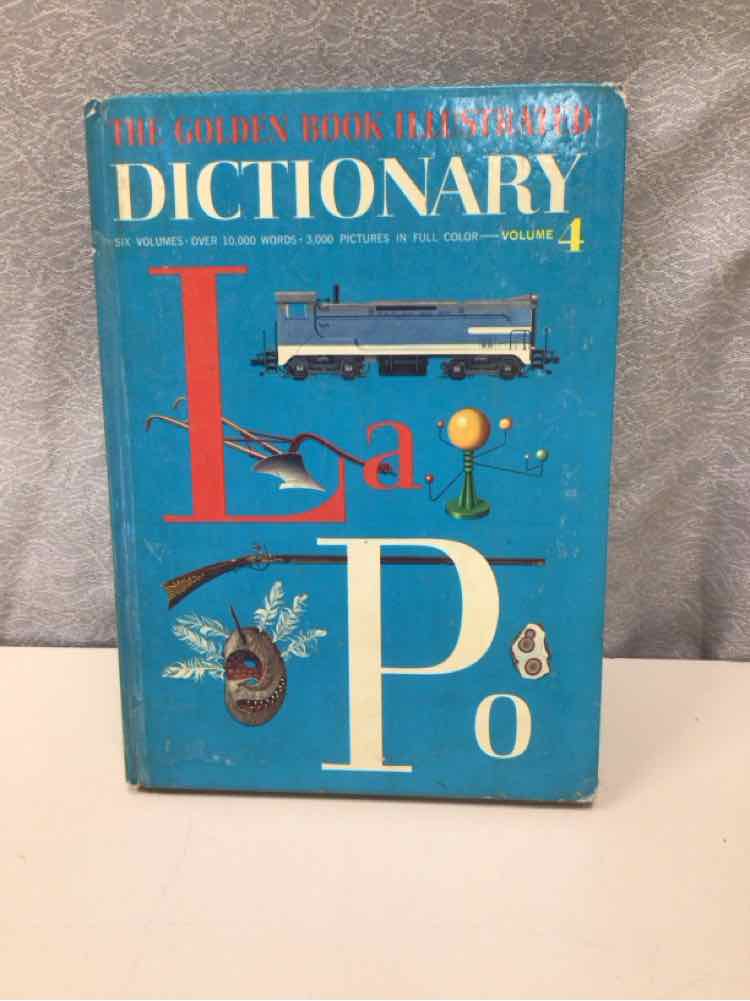 THE GOLDEN BOOK ILLUSTRATED
DICTIONARY
SIX VOLUMES · OVER 10,000 WORDS · 3,000 PICTURES IN FULL COLOR—VOLUME 4
La
Po